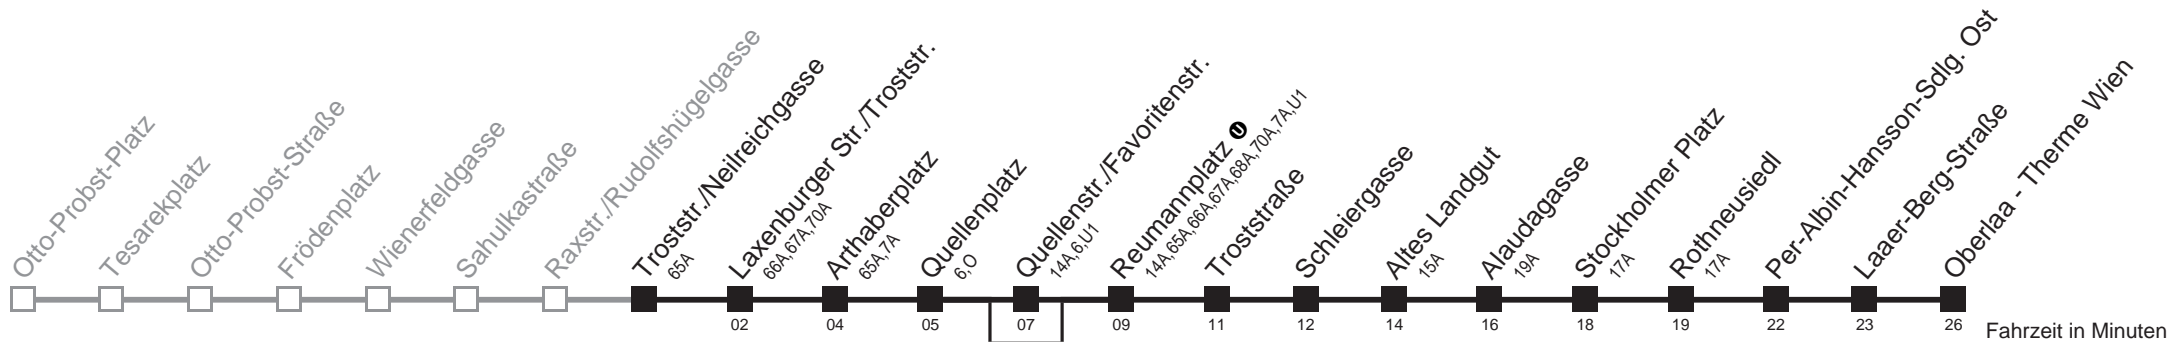 Otto-Probst-Platz
Tesarekplatz
Otto-Probst-Straße
Frödenplatz
Wienerfeldgasse
Sahulkastraße
Raxstr./Rudolfshügelgasse
Troststr./Neilreichgasse
65A
Laxenburger Str./Troststr.
66A,67A,70A
02
Arthaberplatz
65A,7A
04
Quellenplatz
6,O
05
Quellenstr./Favoritenstr.
14A,6,U1
07
Reumannplatz U
14A,65A,66A,67A,68A,70A,7A,U1
09
Troststraße
11
Schleiergasse
12
Altes Landgut
15A
14
Alaudagasse
19A
16
Stockholmer Platz
17A
18
Rothneusiedl
17A
19
Per-Albin-Hansson-Sdlg. Ost
22
Laaer-Berg-Straße
23
Oberlaa - Therme Wien
26
Fahrzeit in Minuten